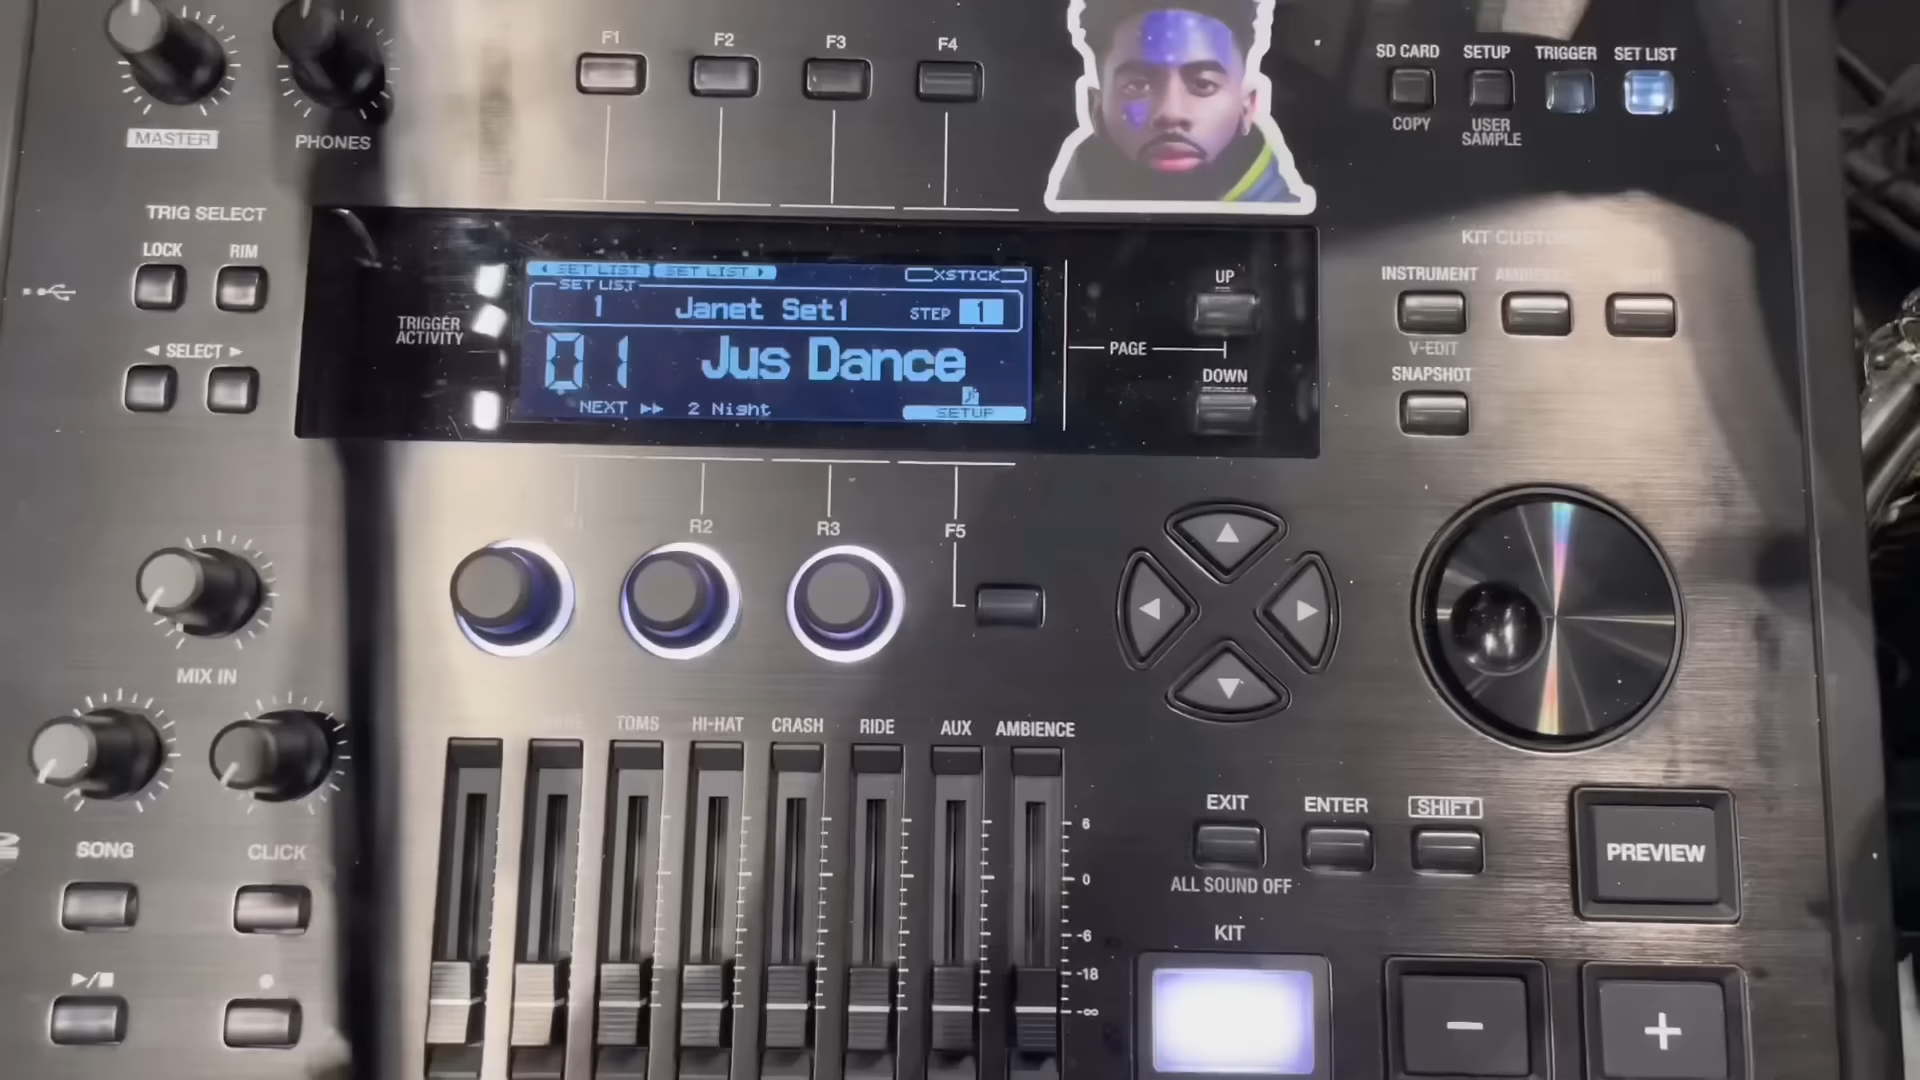 F1 F2 F3 F4
SD CARD SETUP TRIGGER SET LIST
COPY USER SAMPLE
MASTER PHONES
TRIG SELECT
LOCK RIM
SELECT
TRIGGER
ACTIVITY
SET LIST SET LIST XSTICK
SET LIST
1 Janet Set1 STEP 1
01 Jus Dance
NEXT 2 Night
SETUP
UP
PAGE
DOWN
INSTRUMENT
V-EDIT
SNAPSHOT
R1 R2 R3 F5
MIX IN
TOMS HI-HAT CRASH RIDE AUX AMBIENCE
6
0
-6
-18
-∞
SONG CLICK
EXIT ENTER SHIFT
ALL SOUND OFF
PREVIEW
KIT
- +